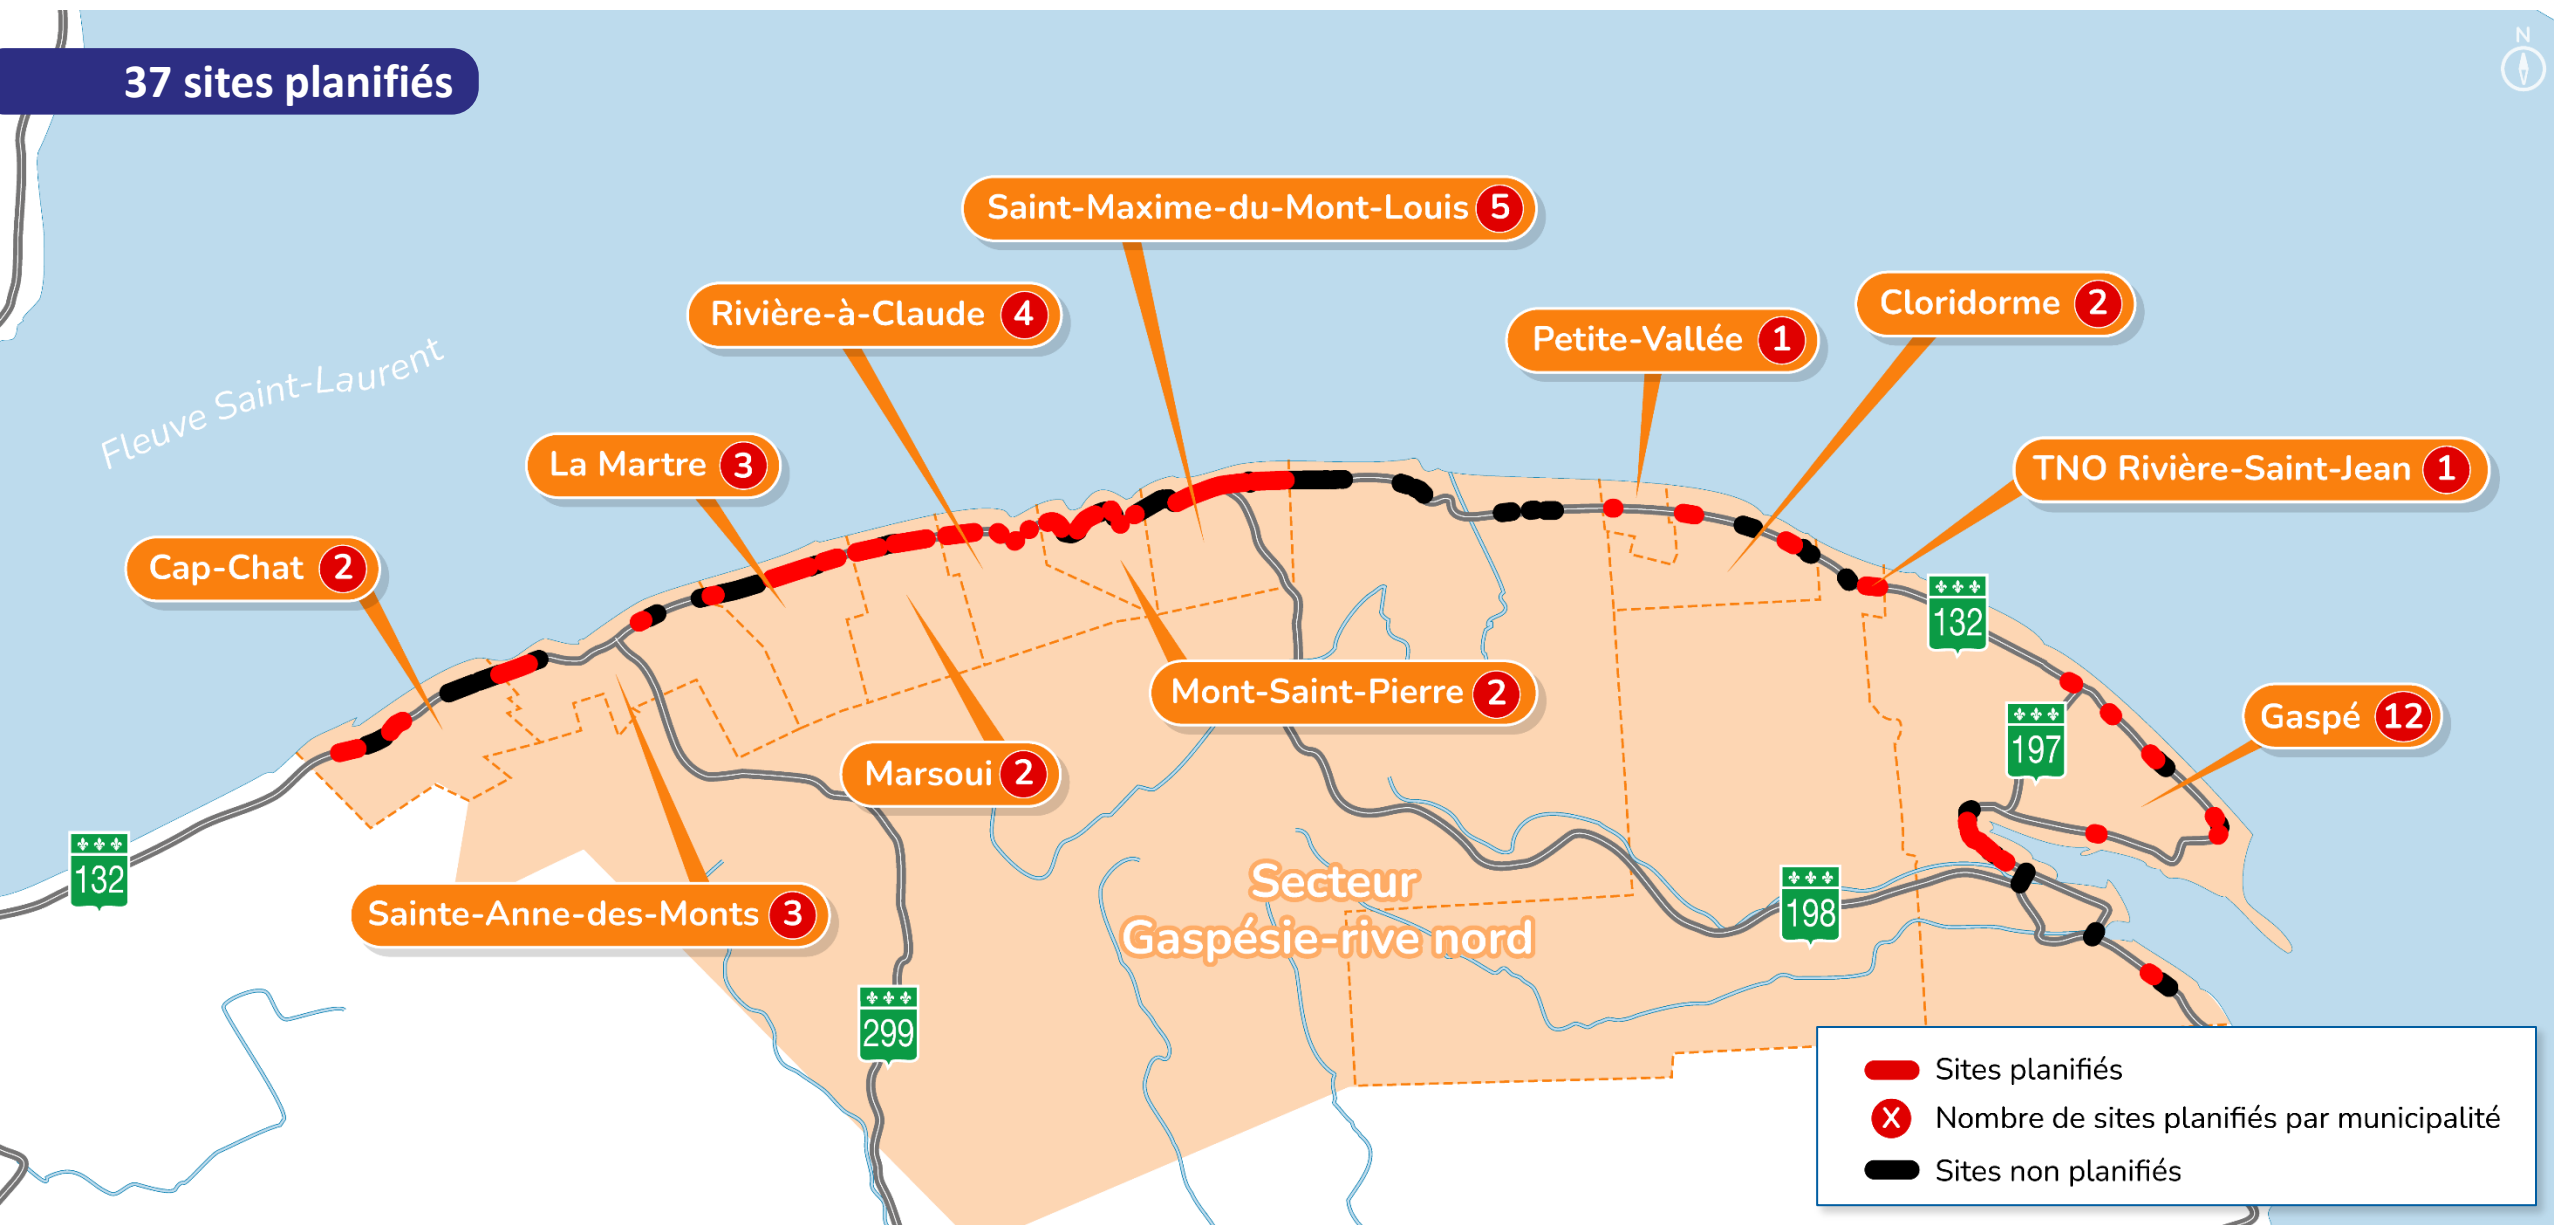 37 sites planifiés
N
Saint-Maxime-du-Mont-Louis 5
Rivière-à-Claude 4
Cloridorme 2
Petite-Vallée 1
Fleuve Saint-Laurent
La Martre 3
TNO Rivière-Saint-Jean 1
Cap-Chat 2
132
Mont-Saint-Pierre 2
Gaspé 12
197
Marsoui 2
132
Sainte-Anne-des-Monts 3
Secteur
Gaspésie-rive nord
198
299
Sites planifiés
X Nombre de sites planifiés par municipalité
Sites non planifiés